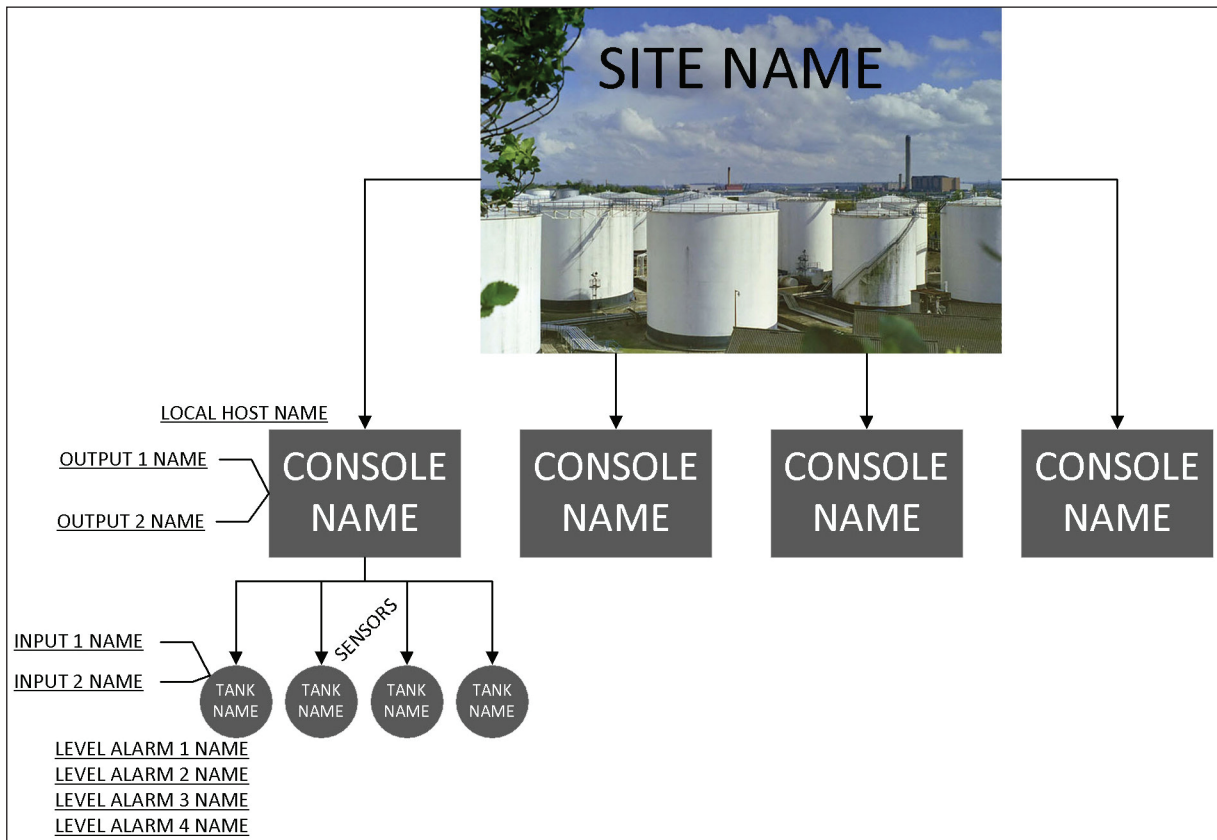 SITE NAME
LOCAL HOST NAME
OUTPUT 1 NAME
OUTPUT 2 NAME
CONSOLE
NAME
CONSOLE
NAME
CONSOLE
NAME
CONSOLE
NAME
SENSORS
INPUT 1 NAME
INPUT 2 NAME
TANK
NAME
TANK
NAME
TANK
NAME
TANK
NAME
LEVEL ALARM 1 NAME
LEVEL ALARM 2 NAME
LEVEL ALARM 3 NAME
LEVEL ALARM 4 NAME